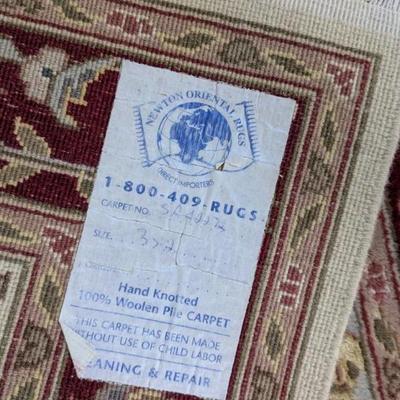 NEWTON ORIENTAL RUGS
DIRECT IMPORTERS
1-800-409-RUGS
CARPET NO.
SIZE
Hand Knotted
100% Woolen Pile CARPET
THIS CARPET HAS BEEN MADE
WITHOUT USE OF CHILD LABOR
EANING & REPAIR